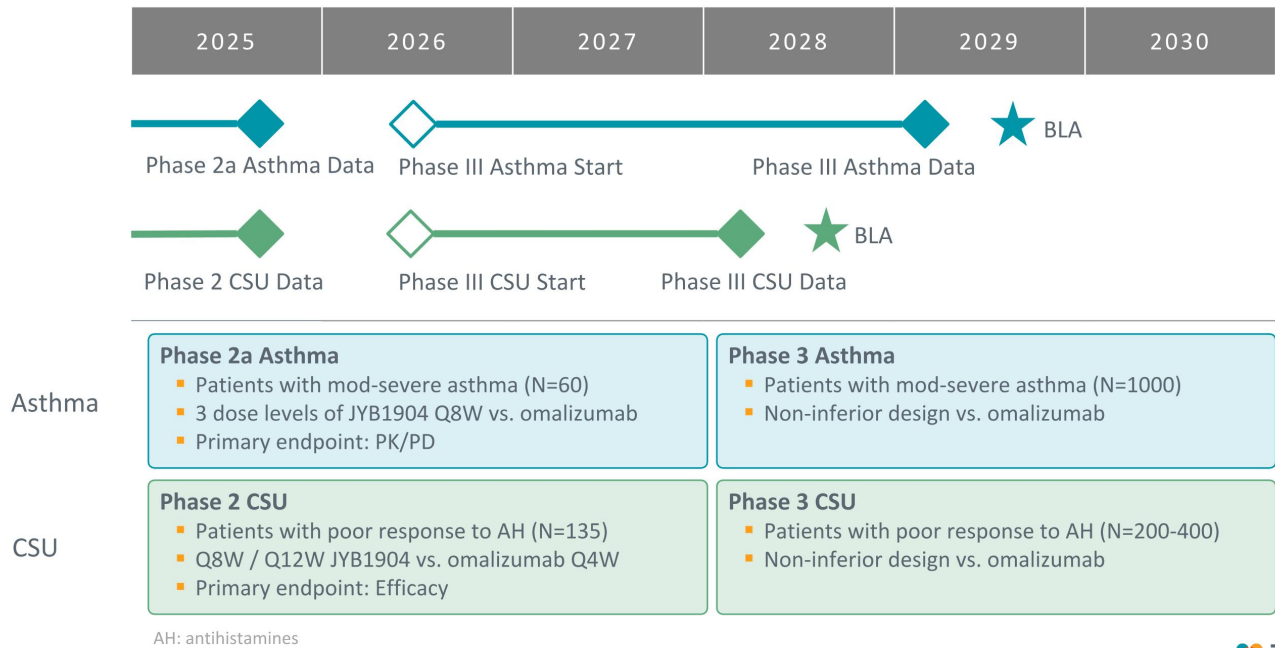 2025 2026 2027 2028 2029 2030
BLA
Phase 2a Asthma Data Phase III Asthma Start Phase III Asthma Data
BLA
Phase 2 CSU Data Phase III CSU Start Phase III CSU Data
Asthma
Phase 2a Asthma
▪ Patients with mod-severe asthma (N=60)
▪ 3 dose levels of JYB1904 Q8W vs. omalizumab
▪ Primary endpoint: PK/PD
Phase 3 Asthma
▪ Patients with mod-severe asthma (N=1000)
▪ Non-inferior design vs. omalizumab
CSU
Phase 2 CSU
▪ Patients with poor response to AH (N=135)
▪ Q8W / Q12W JYB1904 vs. omalizumab Q4W
▪ Primary endpoint: Efficacy
Phase 3 CSU
▪ Patients with poor response to AH (N=200-400)
▪ Non-inferior design vs. omalizumab
AH: antihistamines